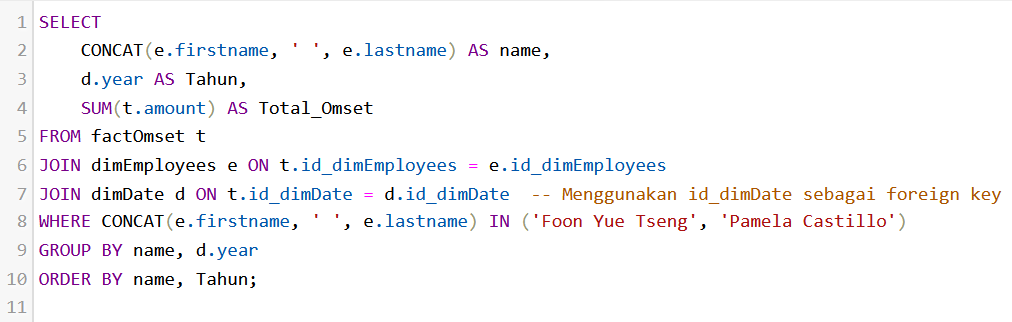 1 SELECT
2     CONCAT(e.firstname, ' ', e.lastname) AS name,
3     d.year AS Tahun,
4     SUM(t.amount) AS Total_Omset
5 FROM factOmset t
6 JOIN dimEmployees e ON t.id_dimEmployees = e.id_dimEmployees
7 JOIN dimDate d ON t.id_dimDate = d.id_dimDate  -- Menggunakan id_dimDate sebagai foreign key
8 WHERE CONCAT(e.firstname, ' ', e.lastname) IN ('Foon Yue Tseng', 'Pamela Castillo')
9 GROUP BY name, d.year
10 ORDER BY name, Tahun;
11